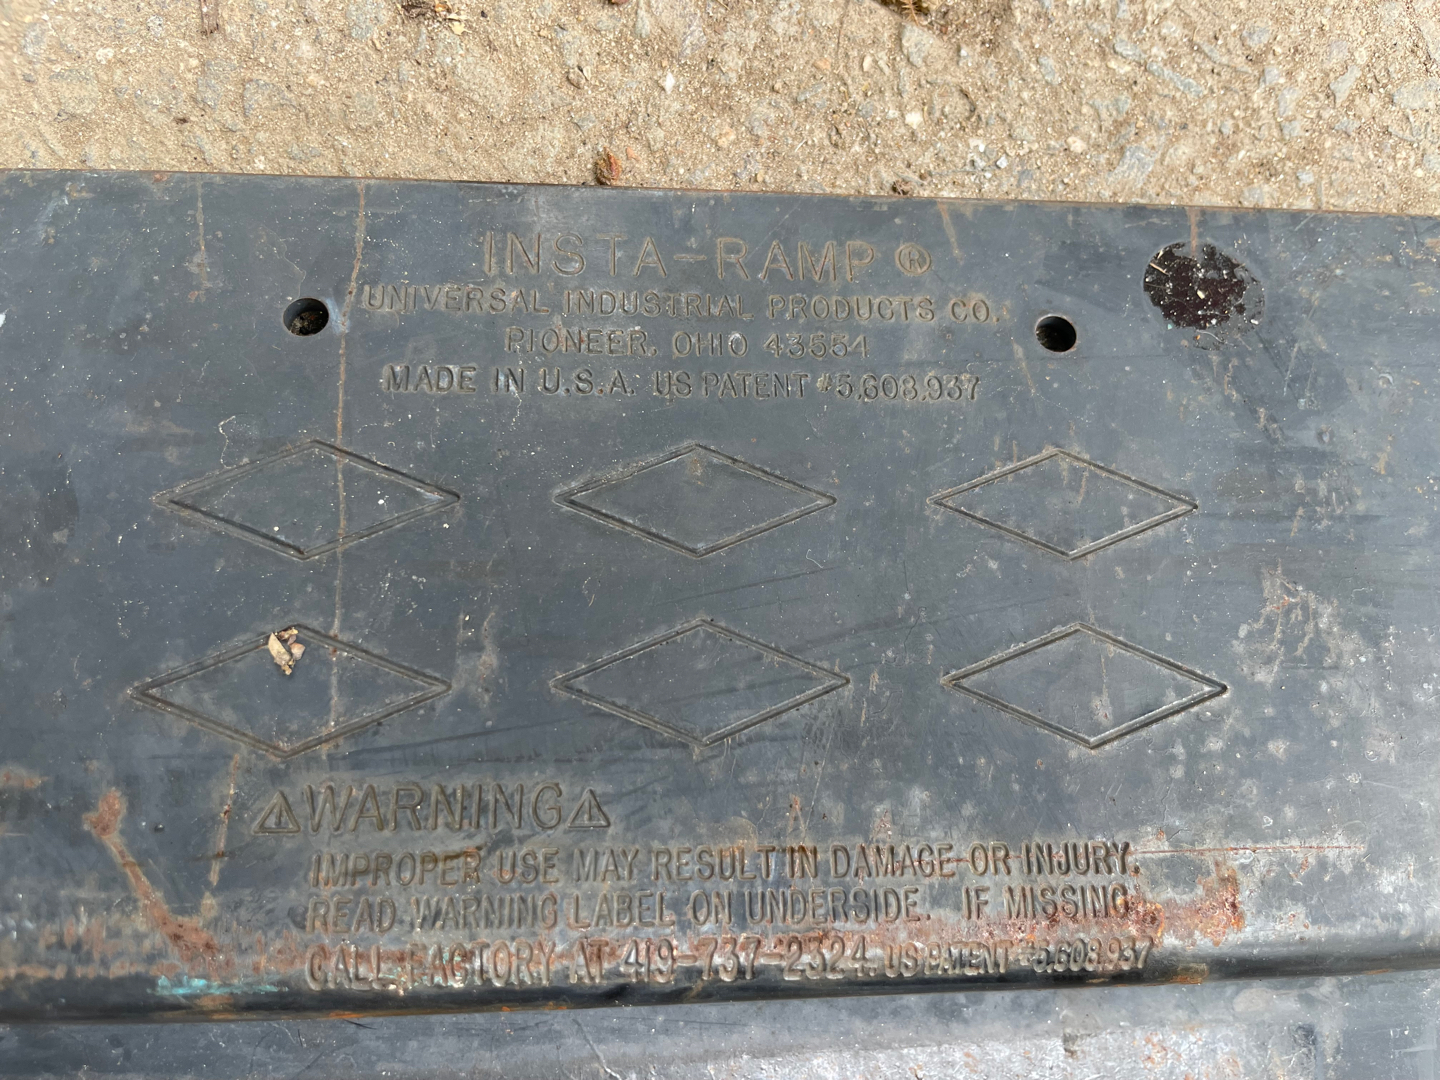 INSTA-RAMP ®
UNIVERSAL INDUSTRIAL PRODUCTS CO.
PIONEER, OHIO 43554
MADE IN U.S.A. US PATENT #5,608,937
⚠WARNING⚠
IMPROPER USE MAY RESULT IN DAMAGE OR INJURY.
READ WARNING LABEL ON UNDERSIDE. IF MISSING,
CALL FACTORY AT 419-737-2324. US PATENT #5,608,937